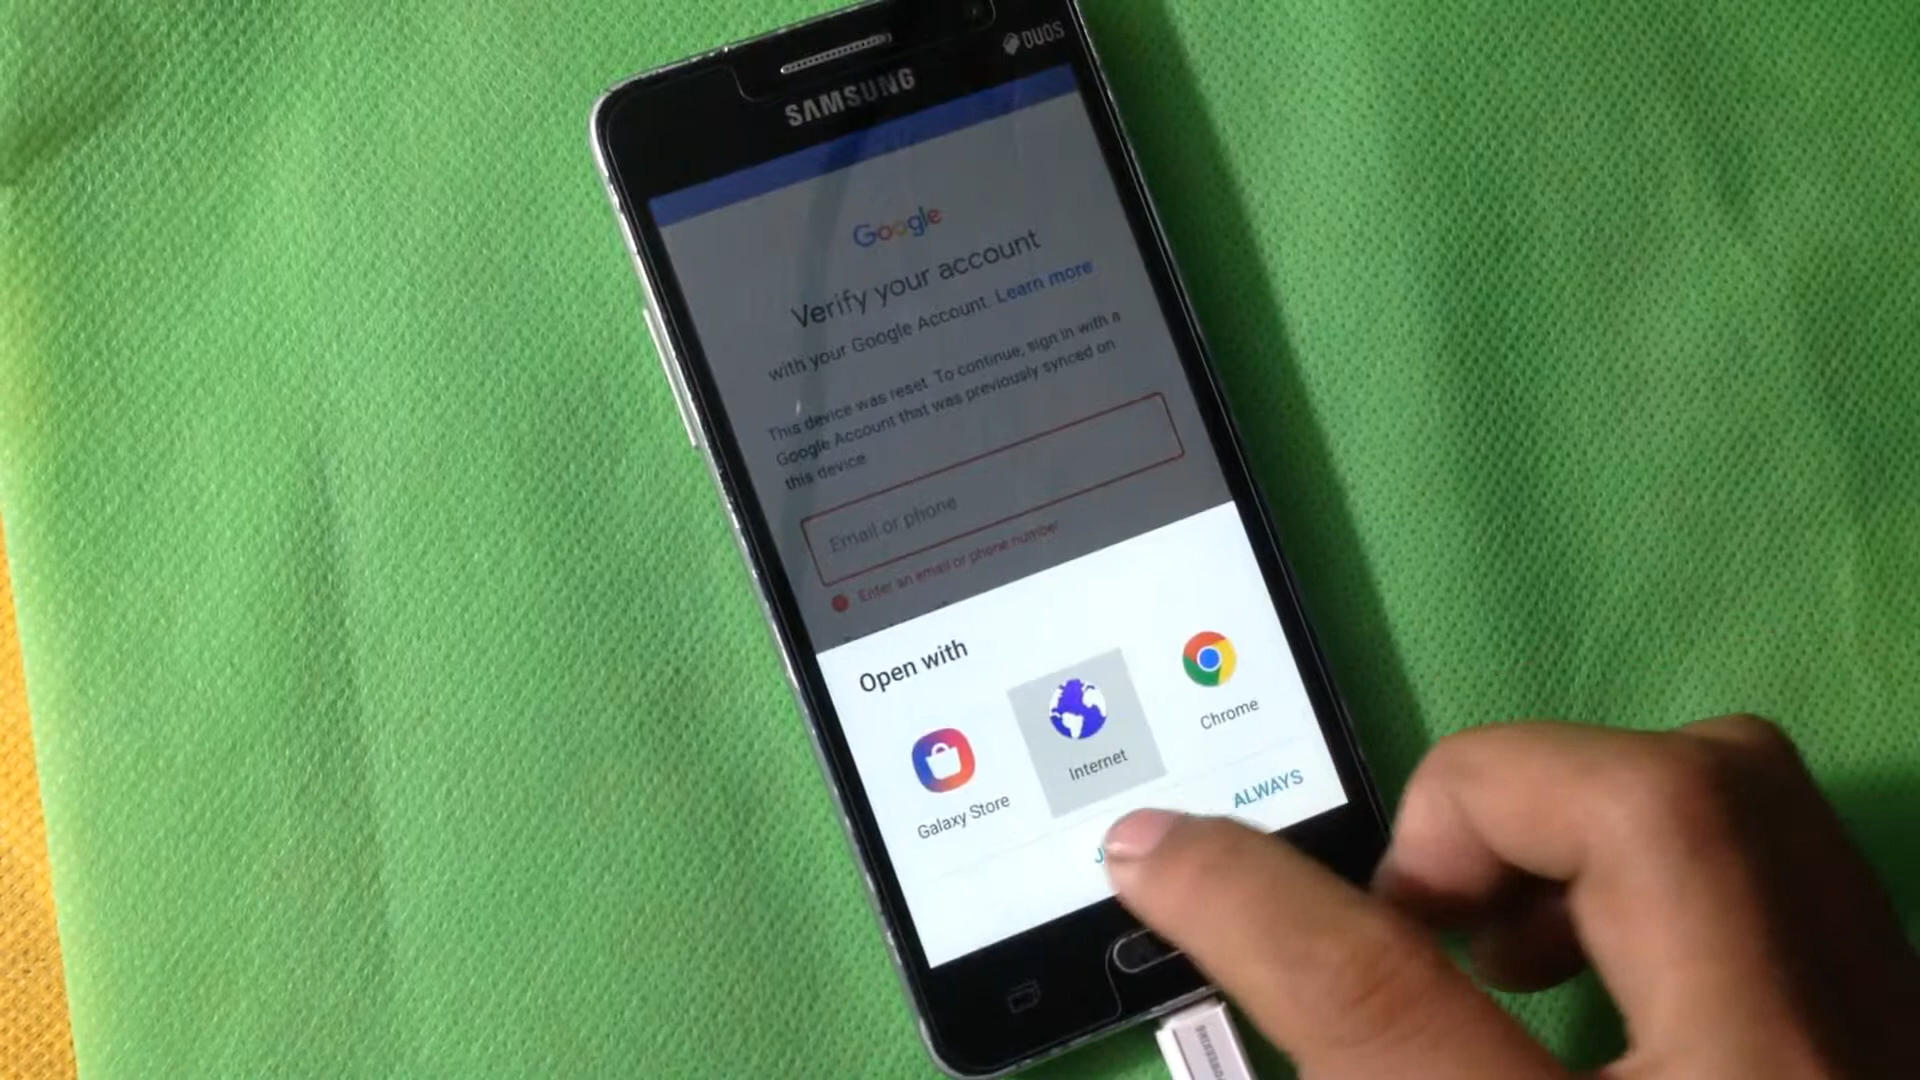 DUOS
SAMSUNG
Google
Verify your account
with your Google Account. Learn more
This device was reset. To continue, sign in with a
Google Account that was previously synced on
this device.
Email or phone
Enter an email or phone number
Open with
Galaxy Store
Internet
Chrome
ALWAYS
SAMSUNG